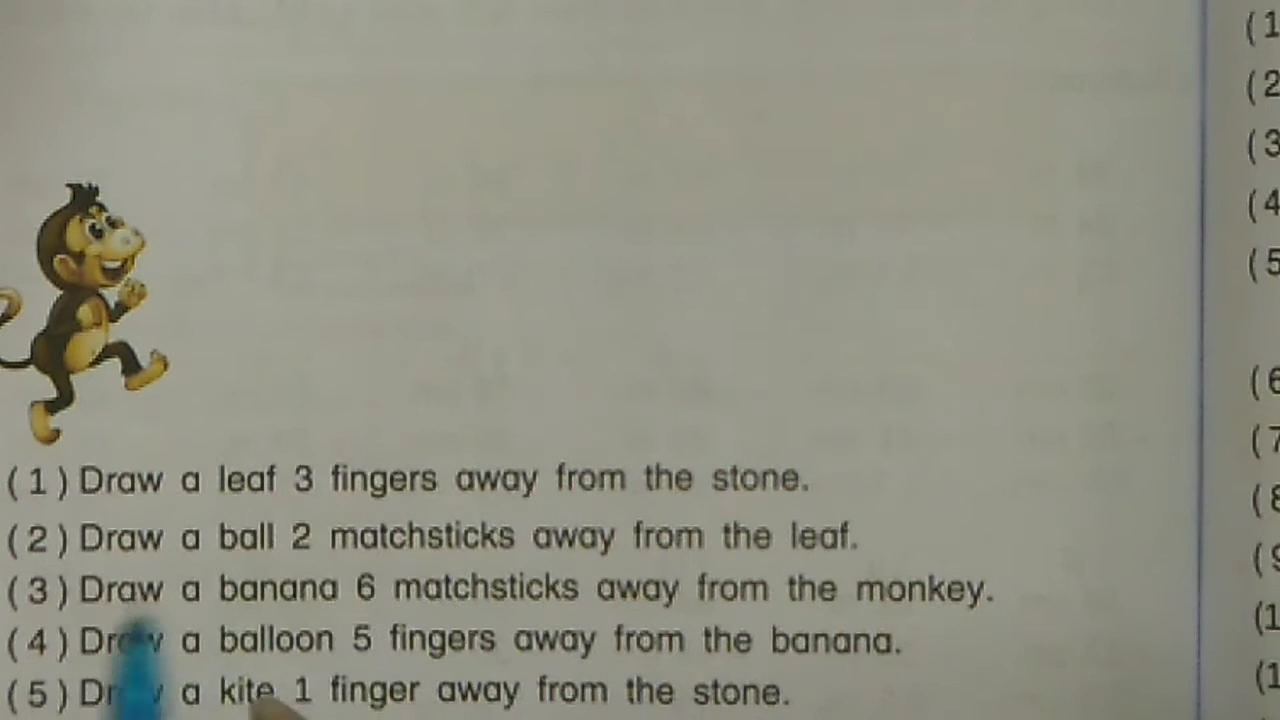 (1) Draw a leaf 3 fingers away from the stone.
(2) Draw a ball 2 matchsticks away from the leaf.
(3) Draw a banana 6 matchsticks away from the monkey.
(4) Draw a balloon 5 fingers away from the banana.
(5) Draw a kite 1 finger away from the stone.
(1
(2
(3
(4
(5
(6
(7
(8
(9
(1
(1